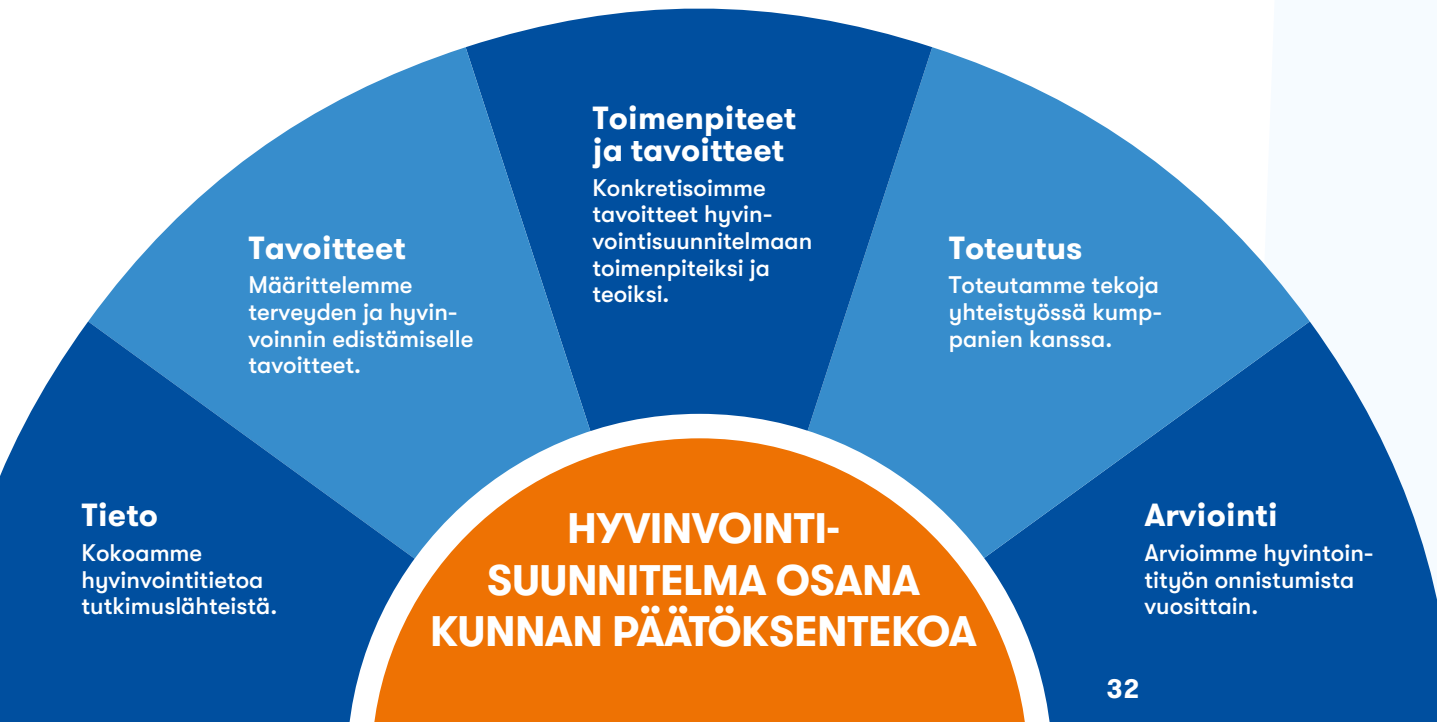 Toimenpiteet
ja tavoitteet
Konkretisoimme
tavoitteet hyvin-
vointisuunnitelmaan
toimenpiteiksi ja
teoiksi.
Tavoitteet
Määrittelemme
terveyden ja hyvin-
voinnin edistämiselle
tavoitteet.
Toteutus
Toteutamme tekoja
yhteistyössä kump-
panien kanssa.
Tieto
Kokoamme
hyvinvointitietoa
tutkimuslähteistä.
HYVINVOINTI-
SUUNNITELMA OSANA
KUNNAN PÄÄTÖKSENTEKOA
Arviointi
Arvioimme hyvintoin-
tityön onnistumista
vuosittain.
32